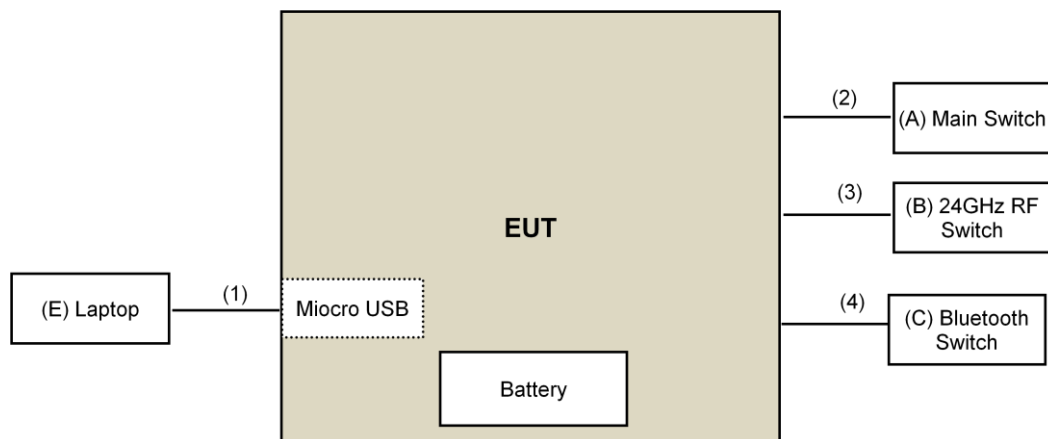 (2)
(A) Main Switch
(3)
(B) 24GHz RF
Switch
EUT
(E) Laptop
(1)
Miocro USB
(4)
(C) Bluetooth
Switch
Battery